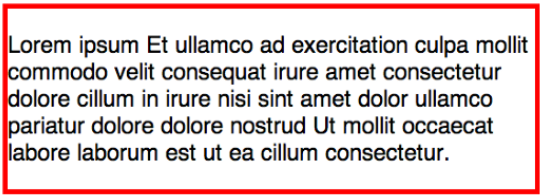 Lorem ipsum Et ullamco ad exercitation culpa mollit
commodo velit consequat irure amet consectetur
dolore cillum in irure nisi sint amet dolor ullamco
pariatur dolore dolore nostrud Ut mollit occaecat
labore laborum est ut ea cillum consectetur.